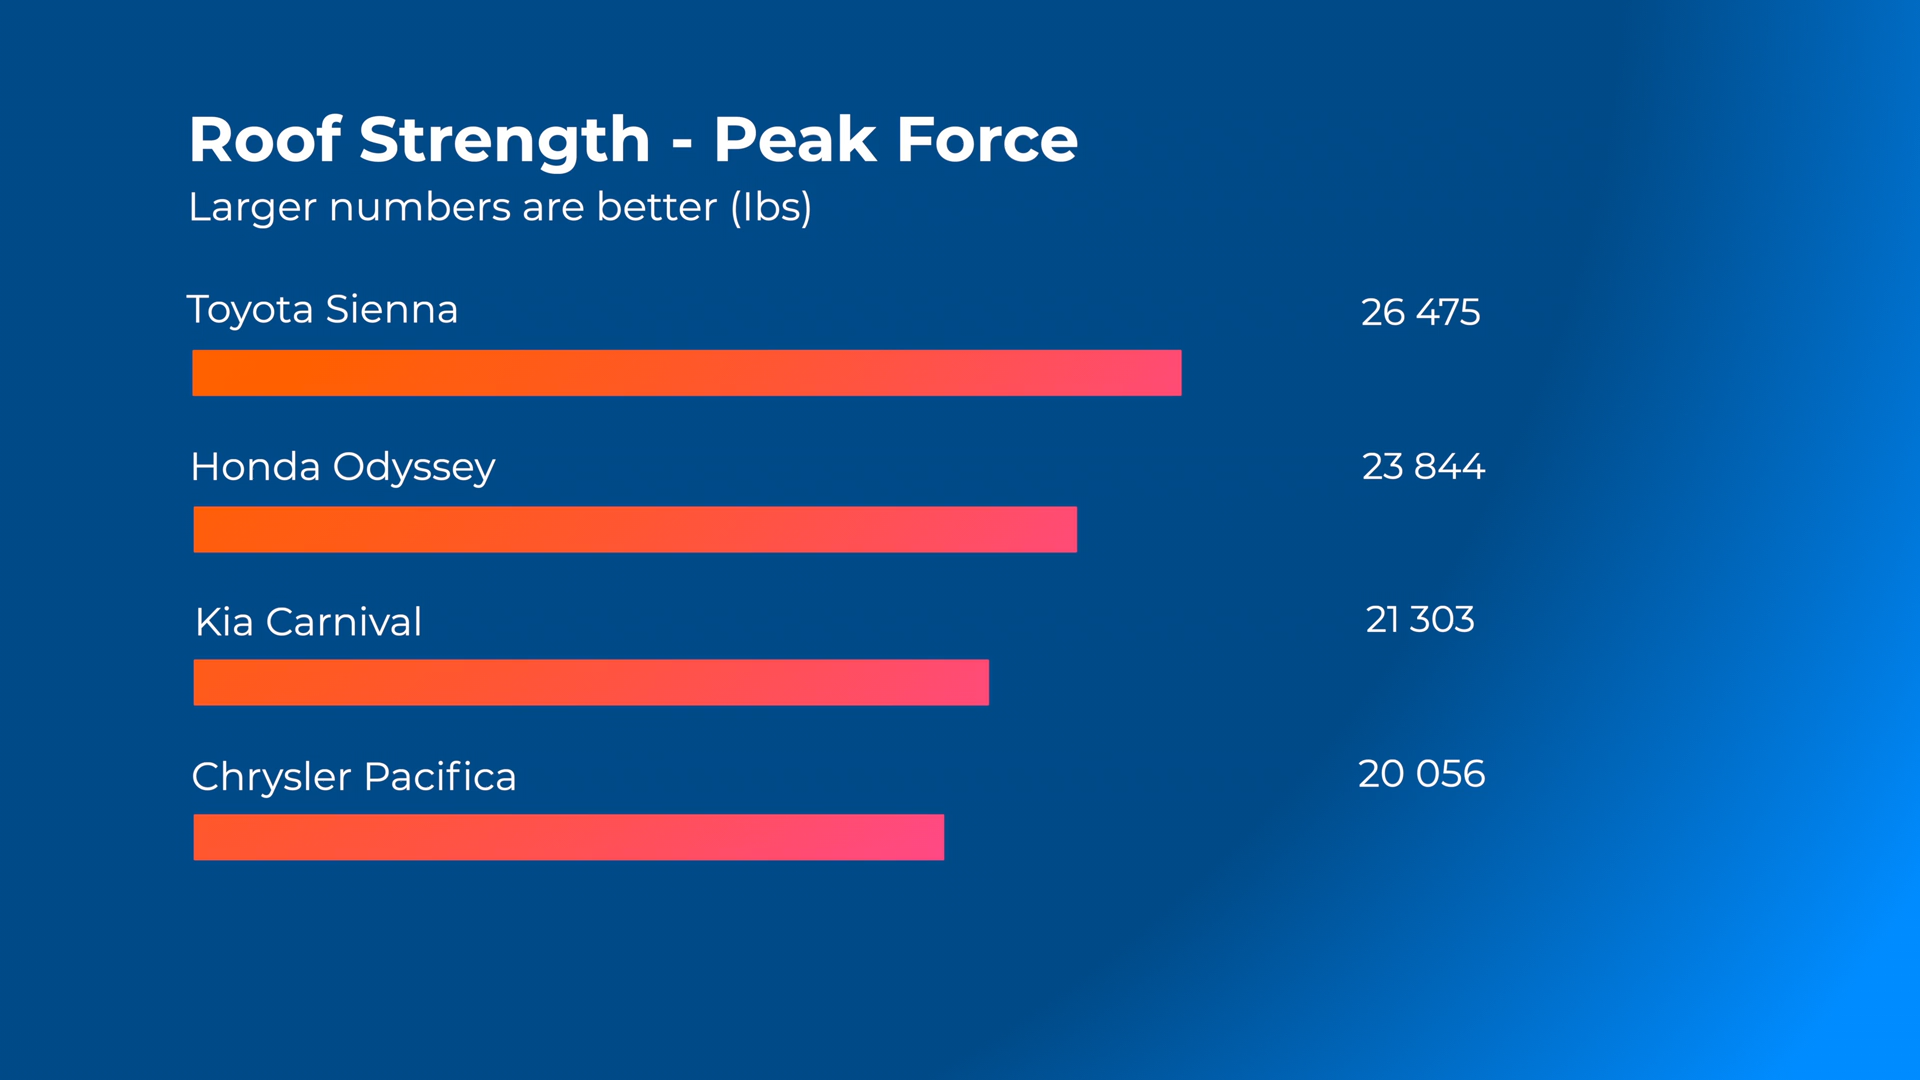 Roof Strength - Peak Force
Larger numbers are better (Ibs)
Toyota Sienna 26 475
Honda Odyssey 23 844
Kia Carnival 21 303
Chrysler Pacifica 20 056